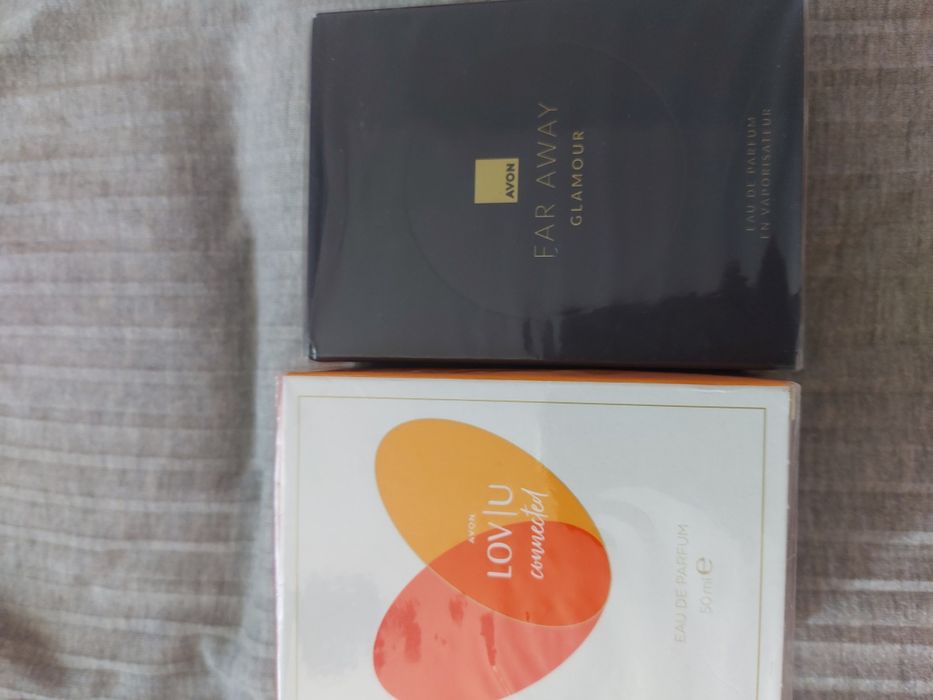 AVON
FAR AWAY
GLAMOUR
EAU DE PARFUM
EN VAPORISATEUR
AVON
LOV|U
connected
EAU DE PARFUM
50 ml e